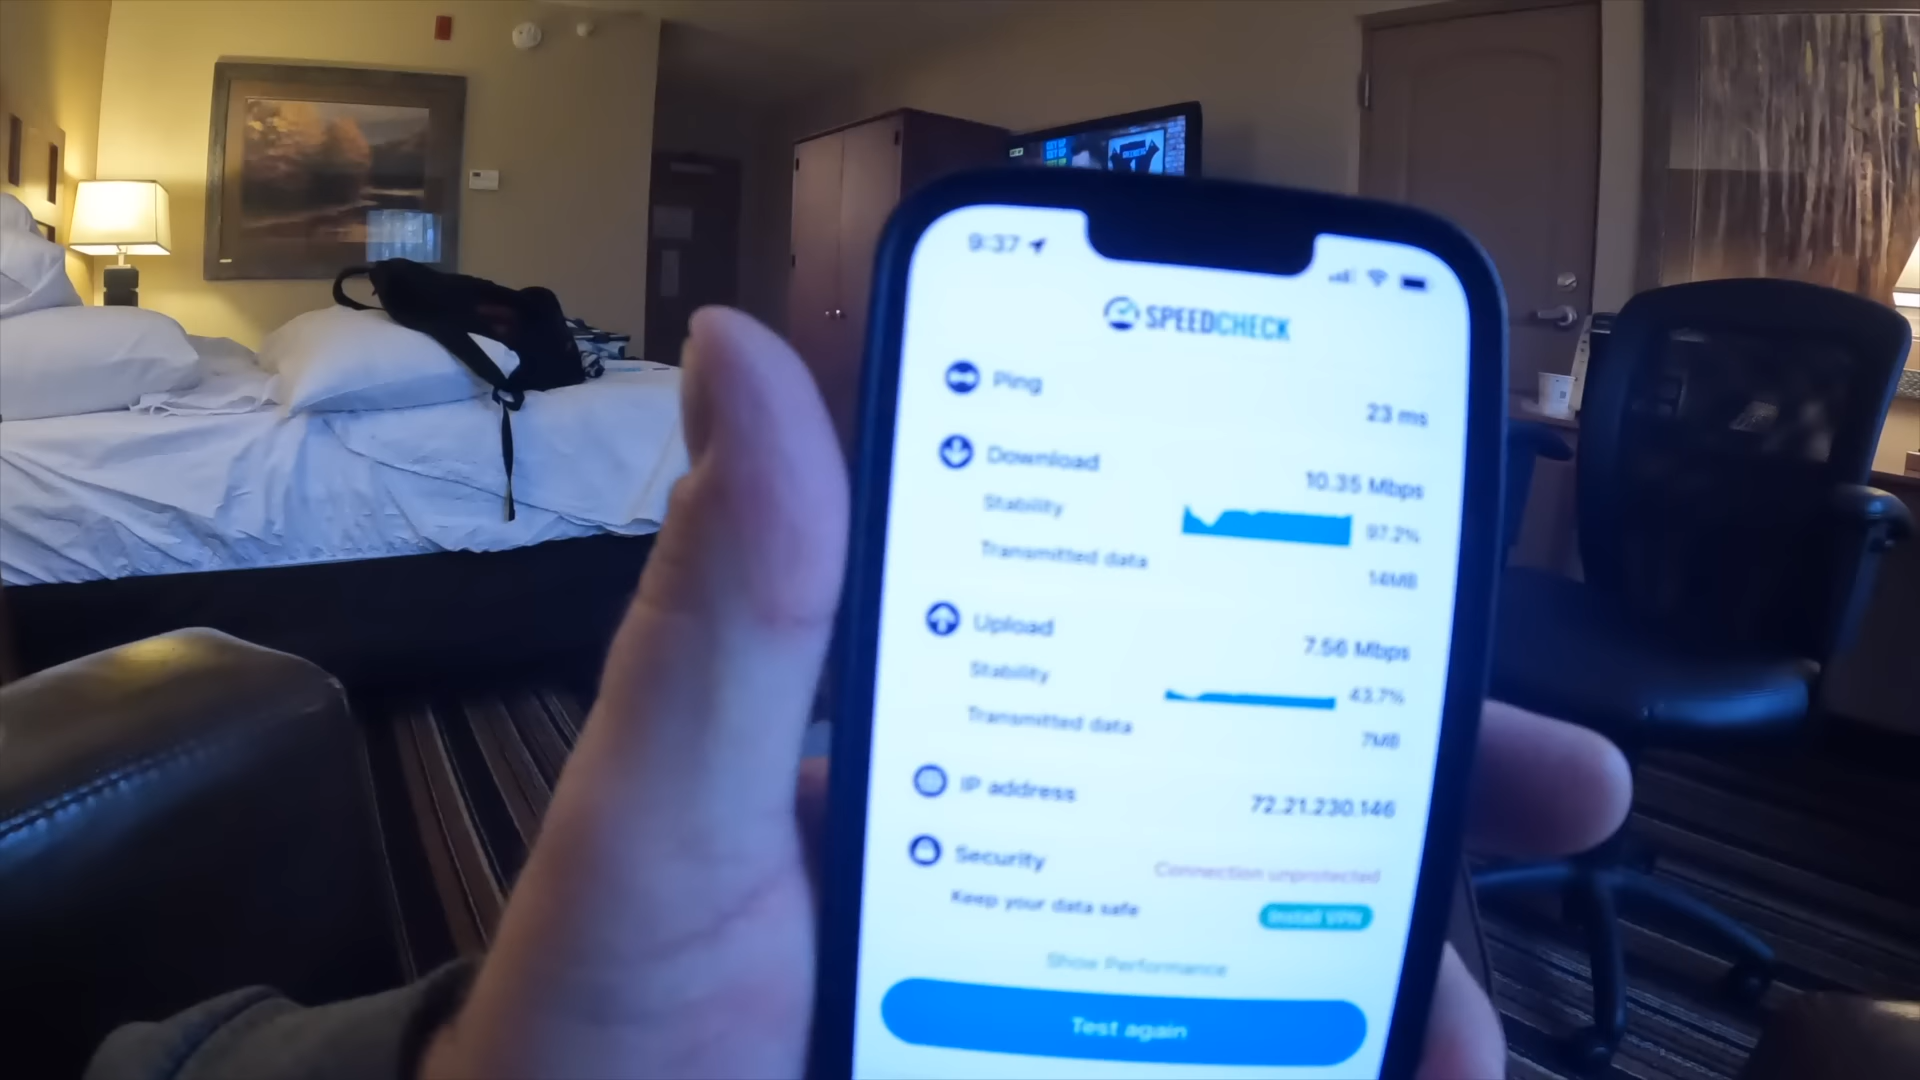 9:37
SPEEDCHECK
Ping
23 ms
Download
10.35 Mbps
Stability
97.2%
Transmitted data
14MB
Upload
7.56 Mbps
Stability
43.7%
Transmitted data
7MB
IP address
72.21.230.146
Security
Connection unprotected
Keep your data safe
Install VPN
Show Performance
Test again